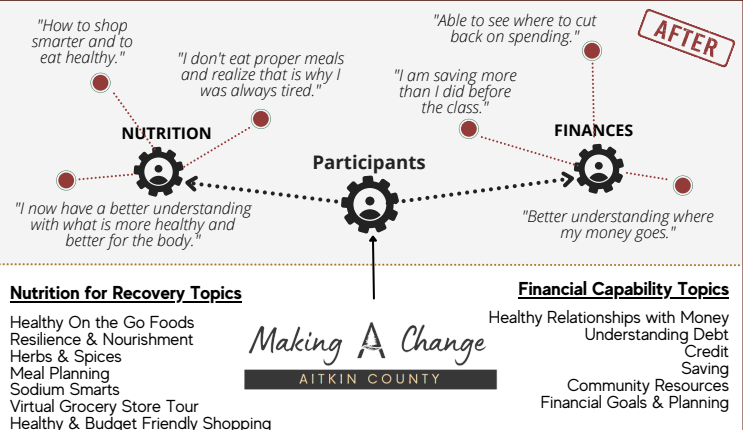 "How to shop
smarter and to
eat healthy."
"I don't eat proper meals
and realize that is why I
was always tired."
"Able to see where to cut
back on spending."
AFTER
"I am saving more
than I did before
the class."
NUTRITION
FINANCES
Participants
"I now have a better understanding
with what is more healthy and
better for the body."
"Better understanding where
my money goes."
Nutrition for Recovery Topics
Healthy On the Go Foods
Resilience & Nourishment
Herbs & Spices
Meal Planning
Sodium Smarts
Virtual Grocery Store Tour
Healthy & Budget Friendly Shopping
Making A Change
AITKIN COUNTY
Financial Capability Topics
Healthy Relationships with Money
Understanding Debt
Credit
Saving
Community Resources
Financial Goals & Planning